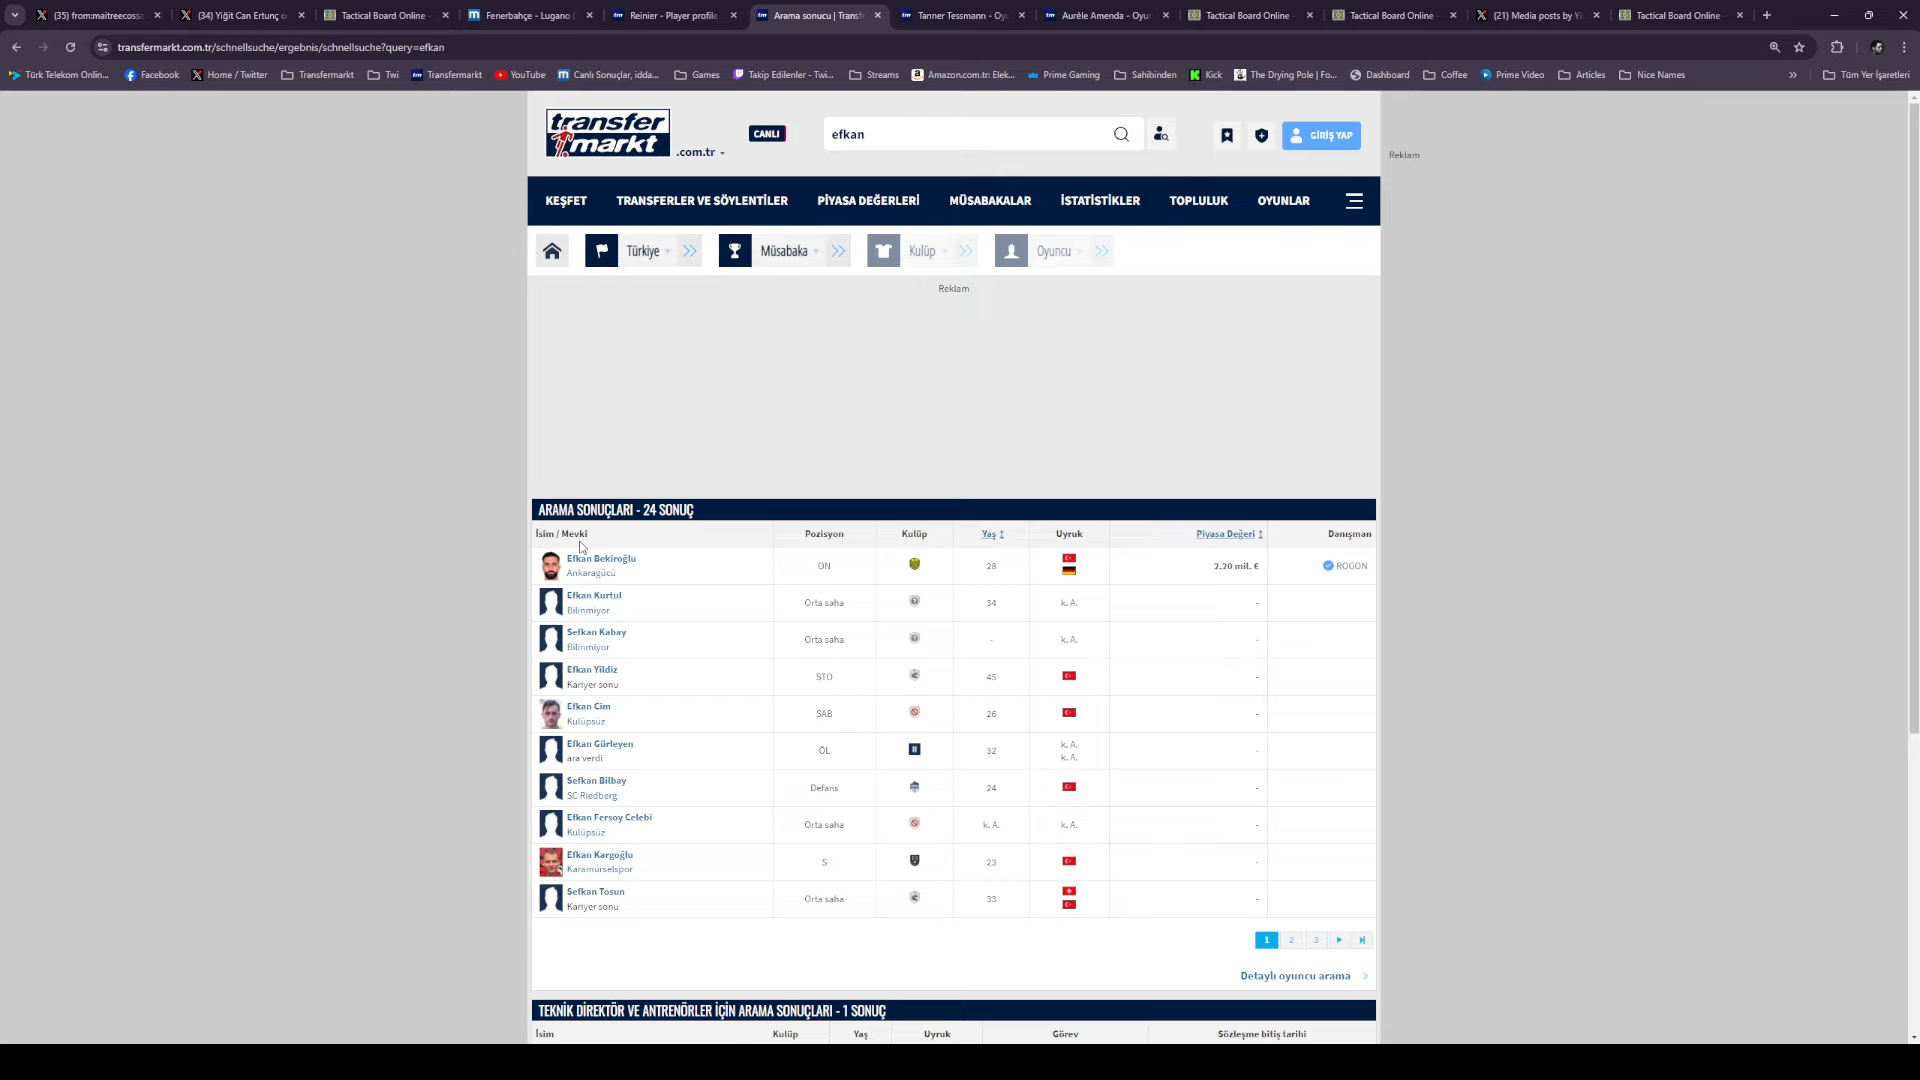 (35) from:maitreecossa
(34) Yiğit Can Ertunç o
Tactical Board Online -
Fenerbahçe - Lugano (
Reinier - Player profile
Arama sonucu | Transf
Tanner Tessmann - Oy
Aurèle Amenda - Oyun
Tactical Board Online -
Tactical Board Online -
(21) Media posts by Yi
Tactical Board Online -
transfermarkt.com.tr/schnellsuche/ergebnis/schnellsuche?query=efkan
Türk Telekom Onlin...
Facebook
Home / Twitter
Transfermarkt
Twi
Transfermarkt
YouTube
Canlı Sonuçlar, idda...
Games
Takip Edilenler - Twi...
Streams
Amazon.com.tr: Elek...
Prime Gaming
Sahibinden
Kick
The Drying Pole | Fo...
Dashboard
Coffee
Prime Video
Articles
Nice Names
Tüm Yer İşaretleri
transfer
markt
.com.tr
CANLI
efkan
GİRİŞ YAP
Reklam
KEŞFET
TRANSFERLER VE SÖYLENTİLER
PİYASA DEĞERLERİ
MÜSABAKALAR
İSTATİSTİKLER
TOPLULUK
OYUNLAR
Türkiye
Müsabaka
Kulüp
Oyuncu
Reklam
ARAMA SONUÇLARI - 24 SONUÇ
İsim / Mevki Pozisyon Kulüp Yaş Uyruk Piyasa Değeri Danışman
Efkan Bekiroğlu
Ankaragücü
ON 28 2.20 mil. € ROGON
Efkan Kurtul
Bilinmiyor
Orta saha 34 k. A. -
Sefkan Kabay
Bilinmiyor
Orta saha - k. A. -
Efkan Yildiz
Kariyer sonu
STO 45 -
Efkan Cim
Kulüpsüz
SAB 26 -
Efkan Gürleyen
ara verdi
ÖL 32 k. A. -
k. A.
Sefkan Bilbay
SC Riedberg
Defans 24 -
Efkan Fersoy Celebi
Kulüpsüz
Orta saha k. A. k. A. -
Efkan Kargoğlu
Karamürselspor
S 23 -
Sefkan Tosun
Kariyer sonu
Orta saha 33 -
1 2 3
Detaylı oyuncu arama
TEKNİK DİREKTÖR VE ANTRENÖRLER İÇİN ARAMA SONUÇLARI - 1 SONUÇ
İsim Kulüp Yaş Uyruk Görev Sözleşme bitiş tarihi